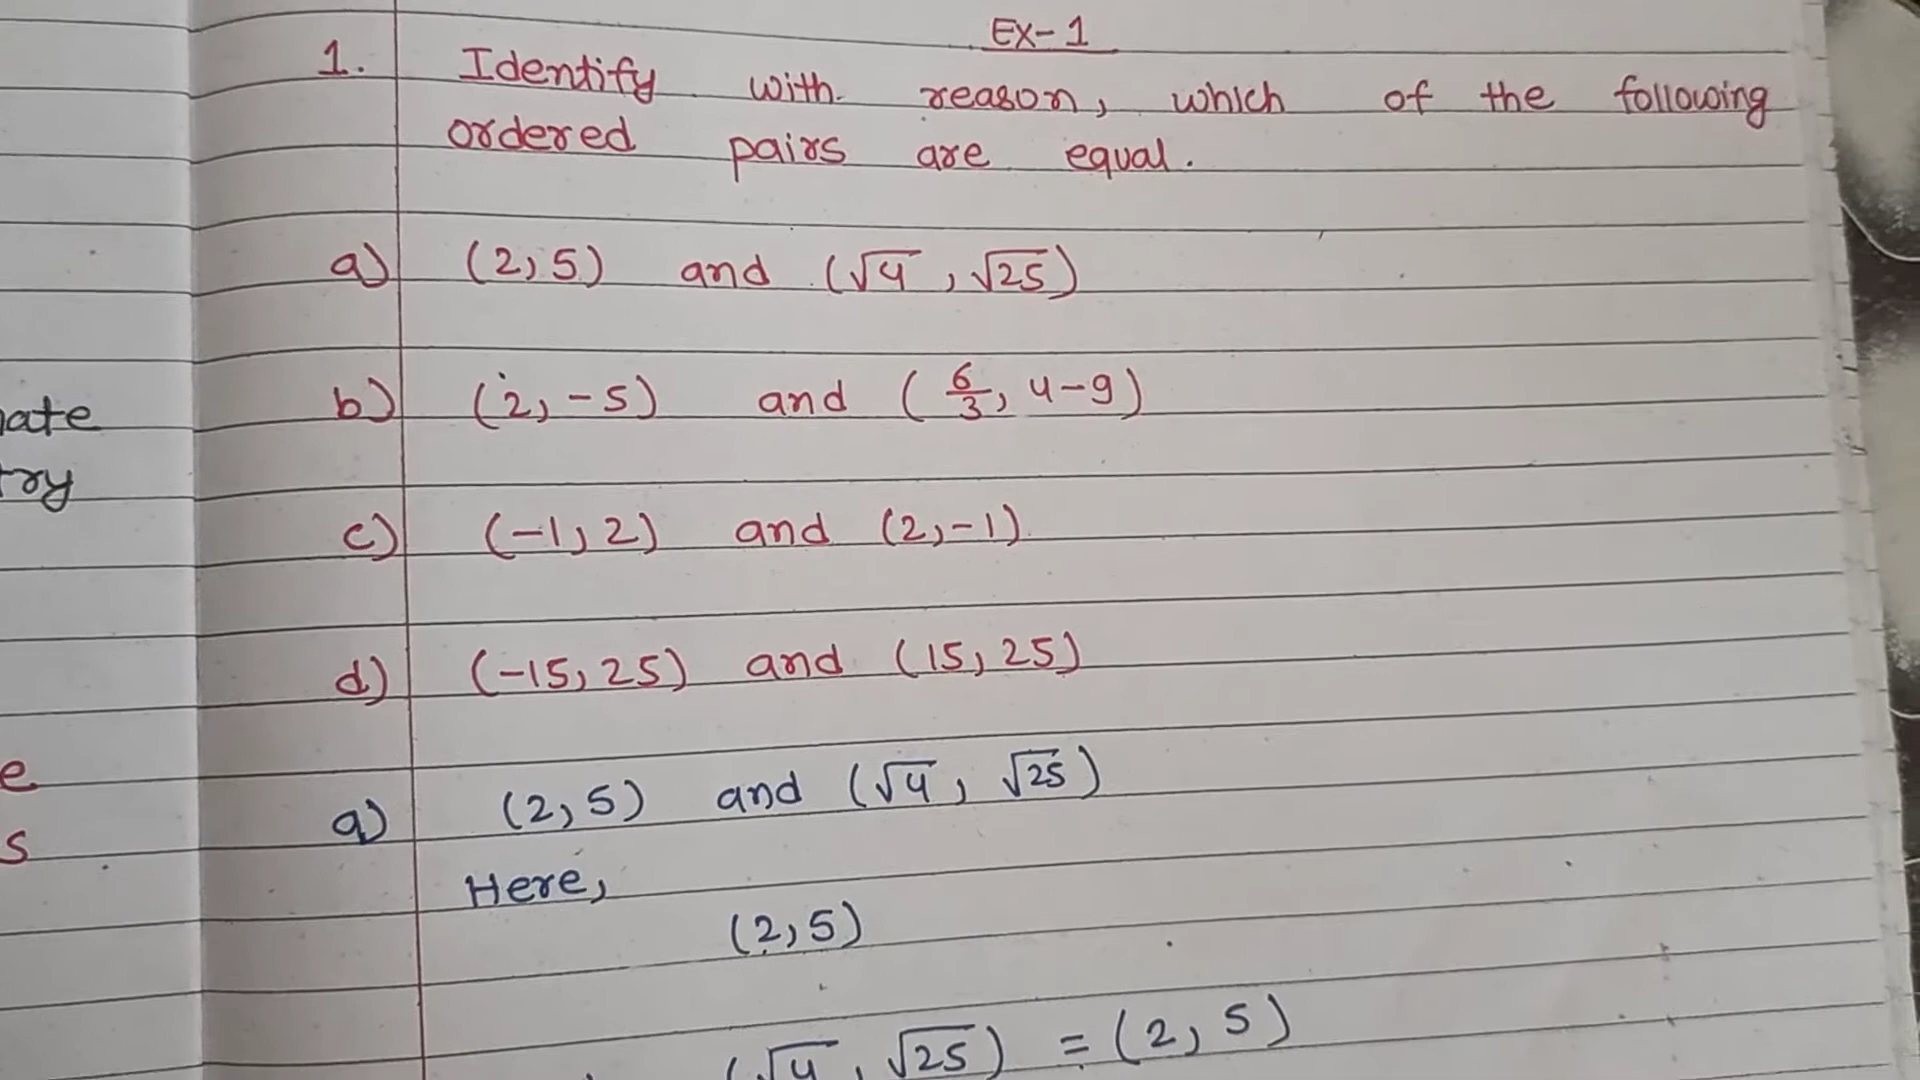 Ex-1
1. Identify with reason, which of the following
ordered pairs are equal.
a) (2, 5) and (√4, √25)
b) (2, -5) and (6/3, 4-9)
c) (-1, 2) and (2, -1)
d) (-15, 25) and (15, 25)
a) (2, 5) and (√4, √25)
Here,
(2, 5)
(√4, √25) = (2, 5)
e
s